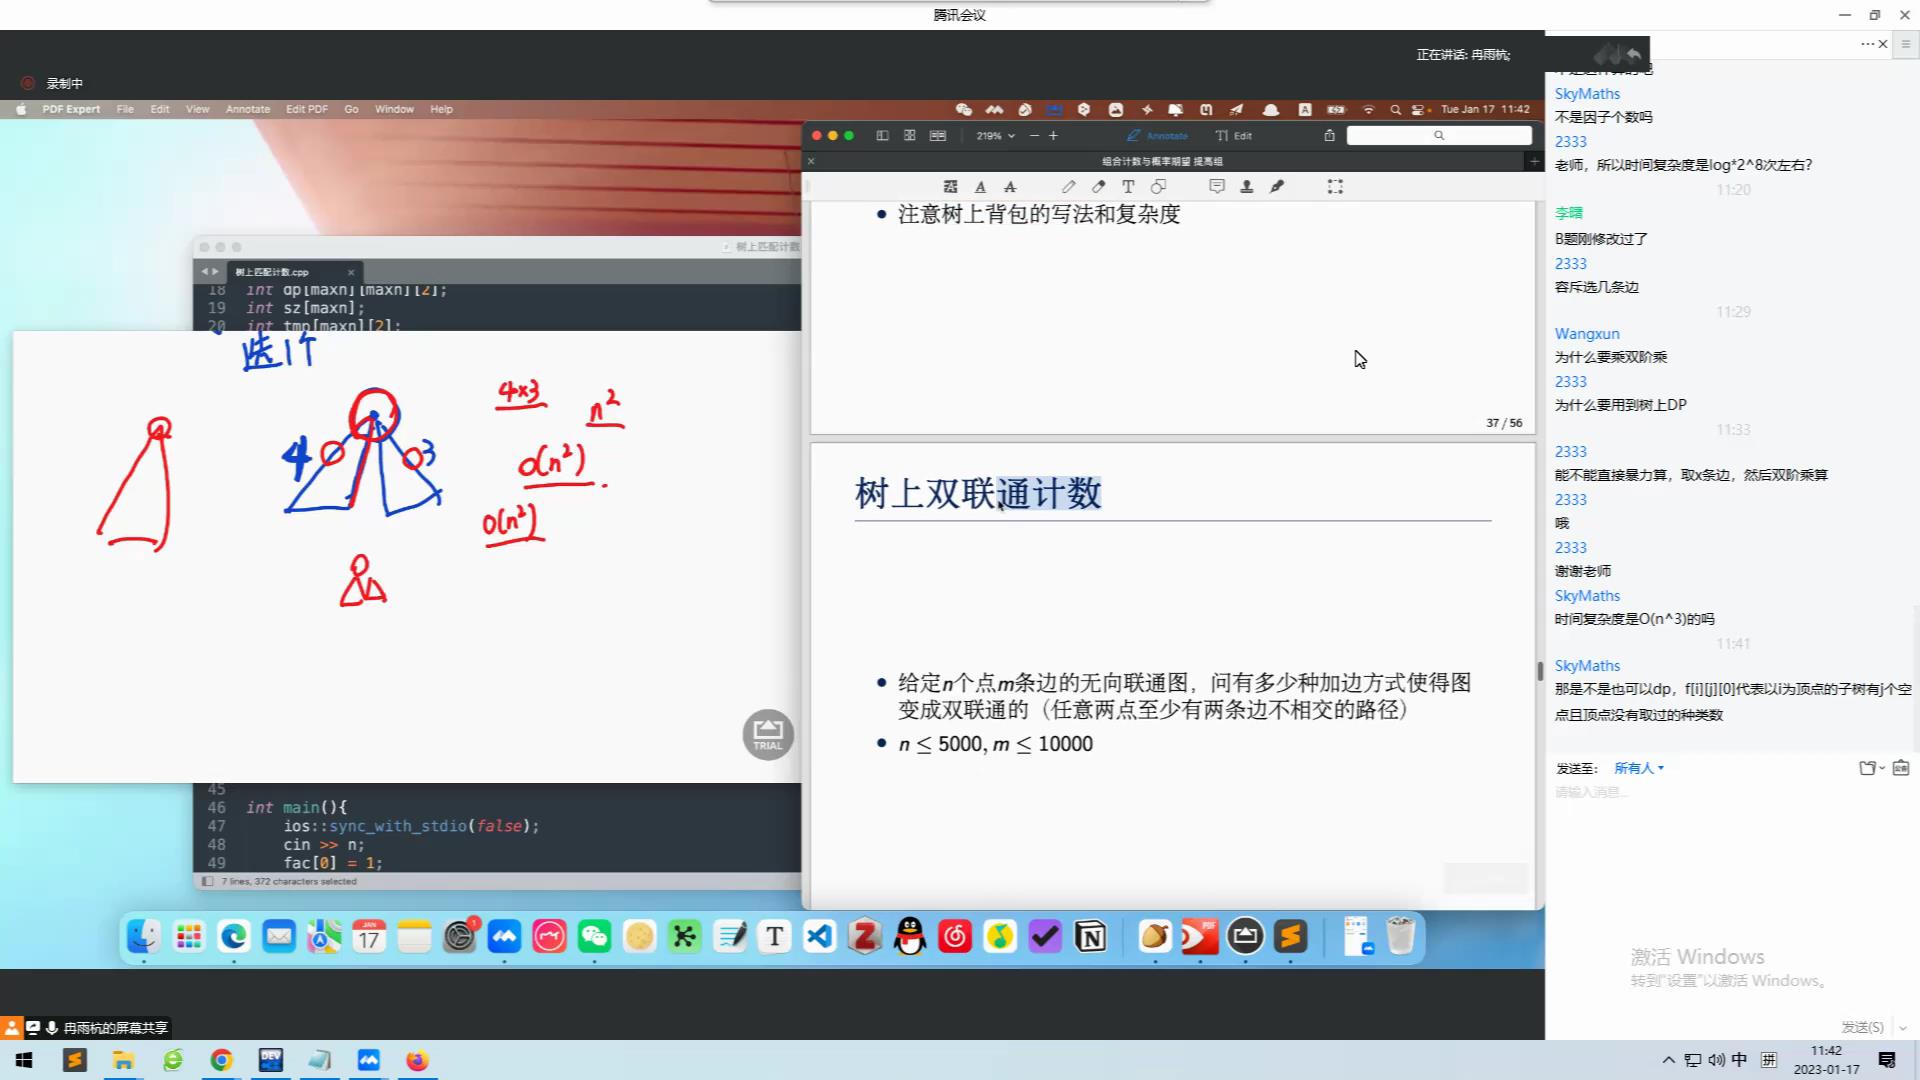 腾讯会议
正在讲话: 冉雨杭;
录制中
PDF Expert File Edit View Annotate Edit PDF Go Window Help
Tue Jan 17 11:42
219%
Annotate
Edit
组合计数与概率期望 提高组
注意树上背包的写法和复杂度
37 / 56
树上双联通计数
给定n个点m条边的无向联通图，问有多少种加边方式使得图
变成双联通的（任意两点至少有两条边不相交的路径）
n ≤ 5000, m ≤ 10000
树上匹配计数
树上匹配计数.cpp
18 int dp[maxn][maxn][2];
19 int sz[maxn];
20 int tmp[maxn][2];
选1个
4
3
4×3
n²
O(n²)
O(n²)
TRIAL
45
46 int main(){
47 ios::sync_with_stdio(false);
48 cin >> n;
49 fac[0] = 1;
7 lines, 372 characters selected
JAN
17
冉雨杭的屏幕共享
SkyMaths
不是因子个数吗
2333
老师，所以时间复杂度是log*2^8次左右?
11:20
李曙
B题刚修改过了
2333
容斥选几条边
11:29
Wangxun
为什么要乘双阶乘
2333
为什么要用到树上DP
11:33
2333
能不能直接暴力算，取x条边，然后双阶乘算
2333
哦
2333
谢谢老师
SkyMaths
时间复杂度是O(n^3)的吗
11:41
SkyMaths
那是不是也可以dp，f[i][j][0]代表以i为顶点的子树有j个空
点且顶点没有取过的种类数
发送至: 所有人
请输入消息...
激活 Windows
转到"设置"以激活 Windows。
发送(S)
DEV
中
拼
11:42
2023-01-17